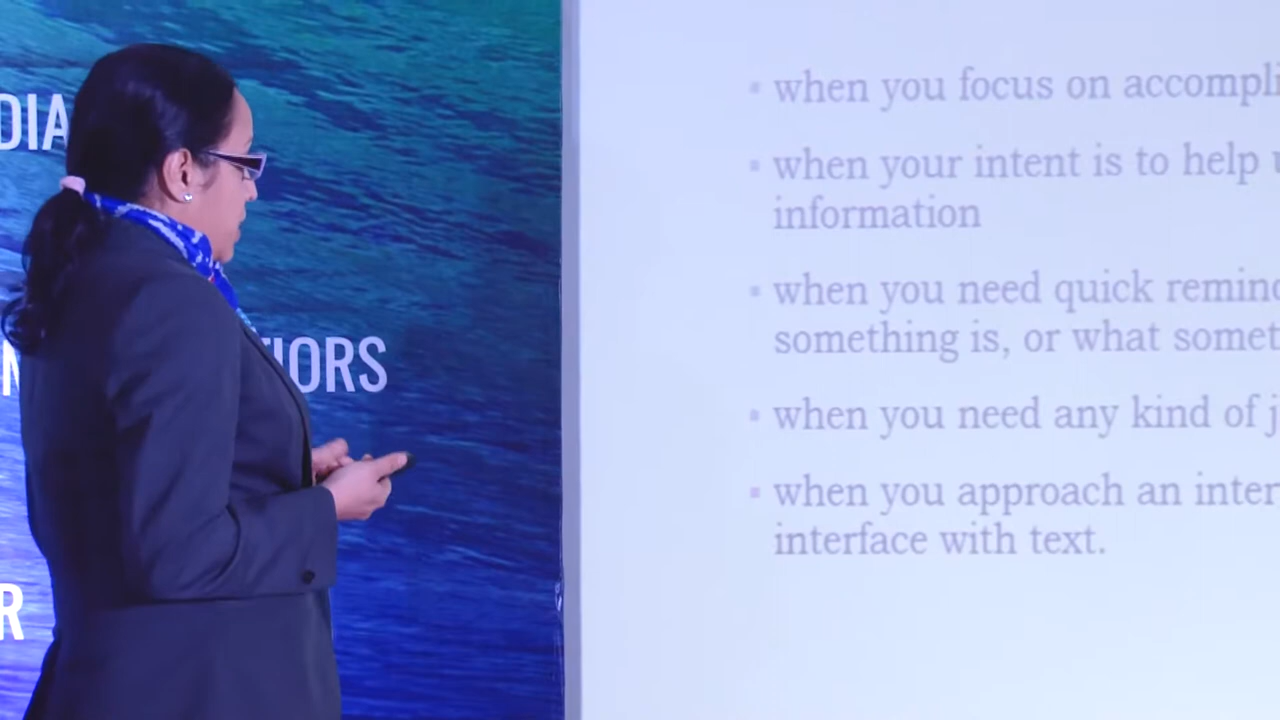 DIA
IORS
R
when you focus on accompli
when your intent is to help
information
when you need quick remin
something is, or what somet
when you need any kind of j
when you approach an inter
interface with text.